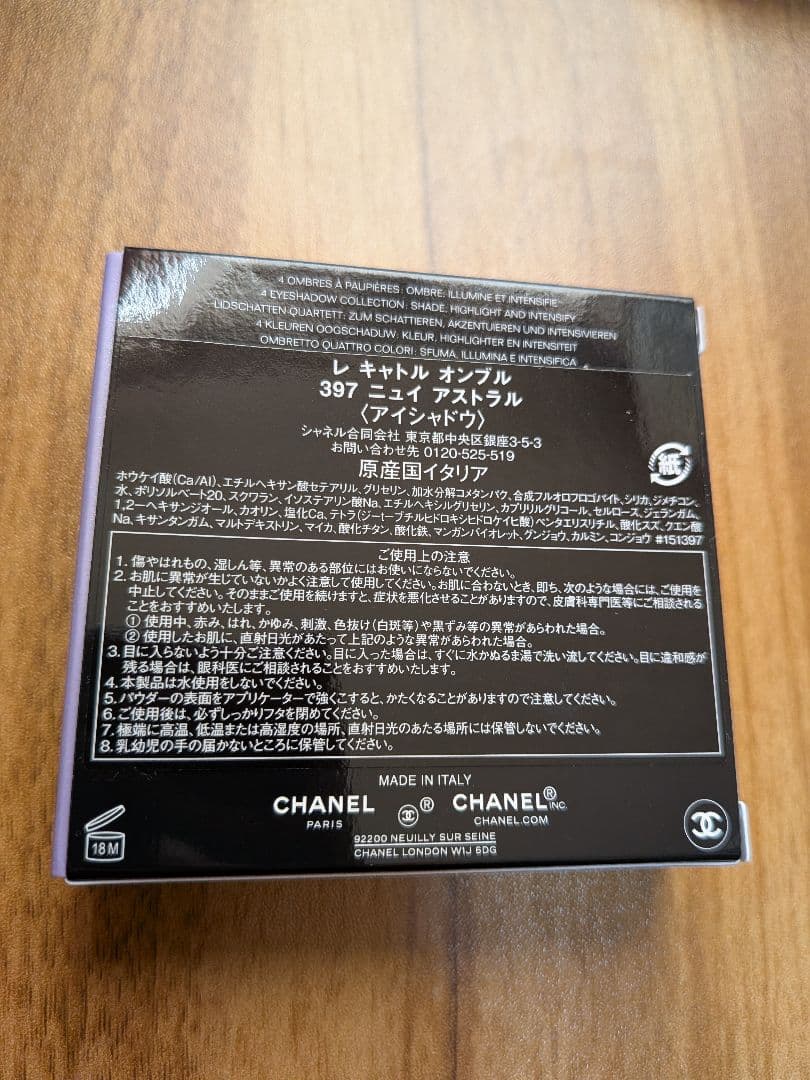 4 OMBRES À PAUPIÈRES : OMBRE, ILLUMINE ET INTENSIFIE
4 EYESHADOW COLLECTION : SHADE, HIGHLIGHT AND INTENSIFY
LIDSCHATTEN QUARTETT: ZUM SCHATTIEREN, AKZENTUIEREN UND INTENSIVIEREN
4 KLEUREN OOGSCHADUW: KLEUR, HIGHLIGHTER EN INTENSITEIT
OMBRETTO QUATTRO COLORI : SFUMA, ILLUMINA E INTENSIFICA
レ キャトル オンブル
397 ニュイ アストラル
〈アイシャドウ〉
シャネル合同会社 東京都中央区銀座3-5-3
お問い合わせ先 0120-525-519
原産国イタリア
紙
ホウケイ酸(Ca/Al)、エチルヘキサン酸セテアリル、グリセリン、加水分解コメタンパク、合成フルオロフロゴパイト、シリカ、ジメチコン、
水、ポリソルベート20、スクワラン、イソステアリン酸Na、エチルヘキシルグリセリン、カプリリルグリコール、セルロース、ジェランガム、
1,2-ヘキサンジオール、カオリン、塩化Ca、テトラ(ジ-t-ブチルヒドロキシヒドロケイヒ酸)ペンタエリスリチル、酸化スズ、クエン酸
Na、キサンタンガム、マルトデキストリン、マイカ、酸化チタン、酸化鉄、マンガンバイオレット、グンジョウ、カルミン、コンジョウ #151397
ご使用上の注意
1. 傷やはれもの、湿しん等、異常のある部位にはお使いにならないでください。
2. お肌に異常が生じていないかよく注意して使用してください。お肌に合わないとき、即ち、次のような場合には、ご使用を
中止してください。そのままご使用を続けますと、症状を悪化させることがありますので、皮膚科専門医等にご相談される
ことをおすすめいたします。
① 使用中、赤み、はれ、かゆみ、刺激、色抜け(白斑等)や黒ずみ等の異常があらわれた場合。
② 使用したお肌に、直射日光があたって上記のような異常があらわれた場合。
3. 目に入らないよう十分ご注意ください。目に入った場合は、すぐに水かぬるま湯で洗い流してください。目に違和感が
残る場合は、眼科医にご相談されることをおすすめいたします。
4. 本製品は水使用をしないでください。
5. パウダーの表面をアプリケーターで強くこすると、かたくなることがありますので注意してください。
6. ご使用後は、必ずしっかりフタを閉めてください。
7. 極端に高温、低温または高湿度の場所、直射日光のあたる場所には保管しないでください。
8. 乳幼児の手の届かないところに保管してください。
MADE IN ITALY
CHANEL ® CHANEL® INC.
PARIS CHANEL.COM
92200 NEUILLY SUR SEINE
CHANEL LONDON W1J 6DG
18M